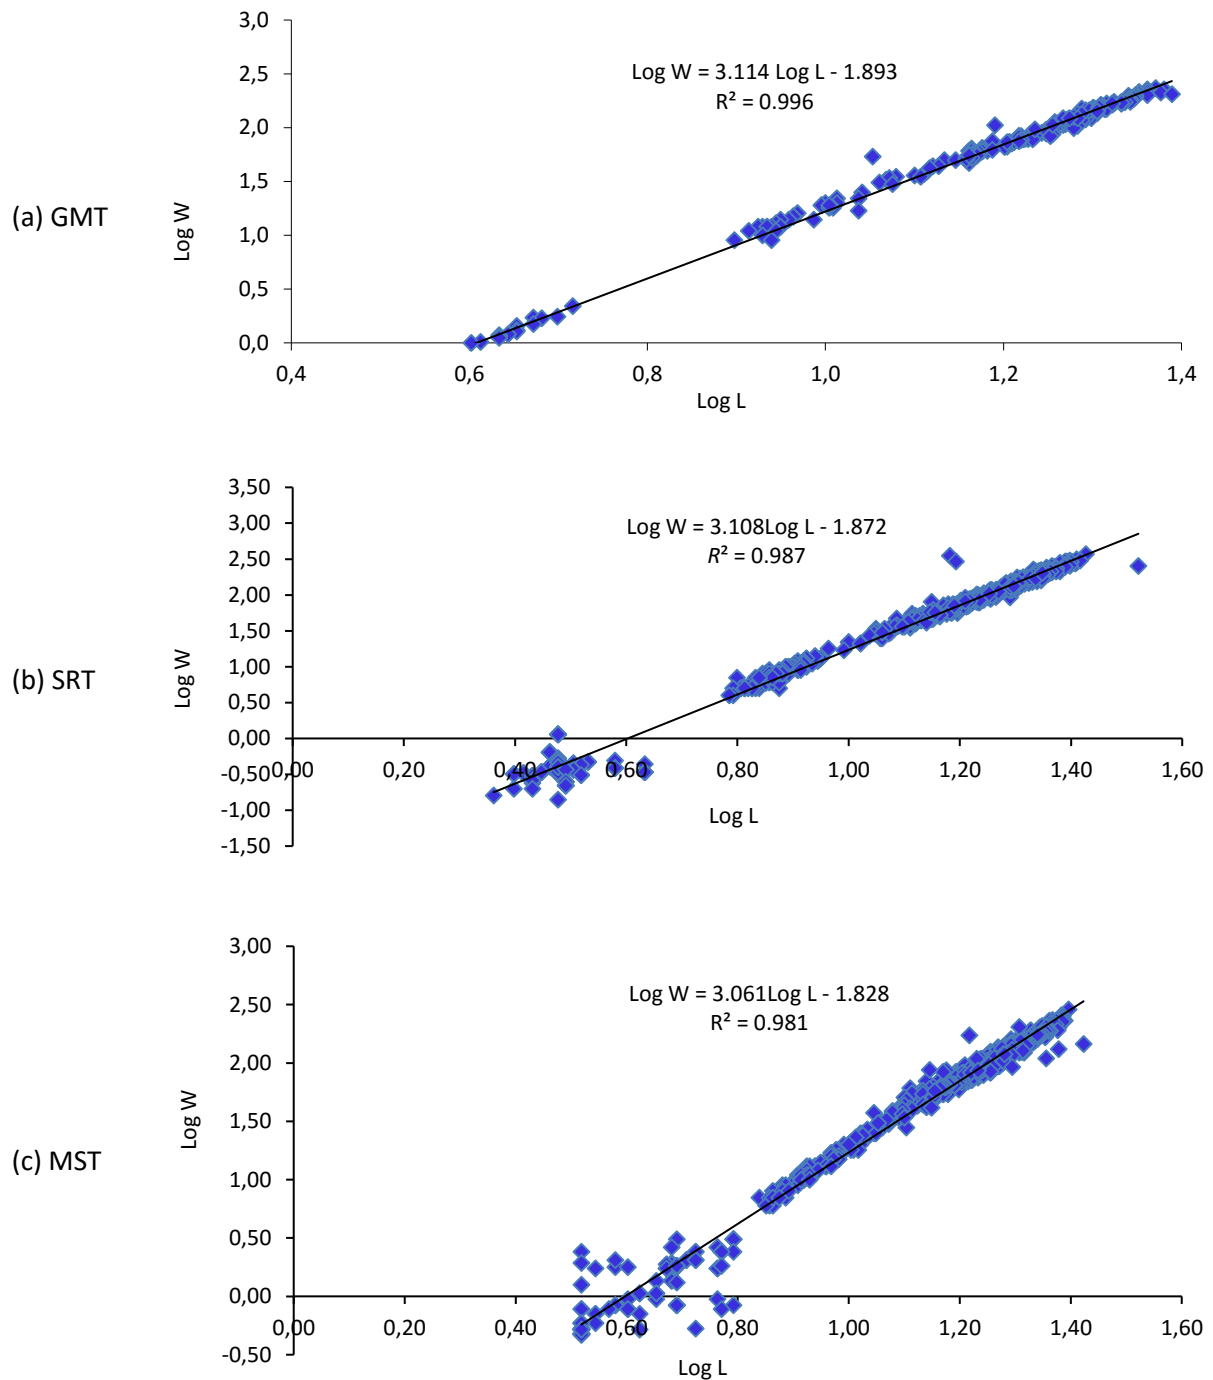 3,0
Log W = 3.114 Log L - 1.893
R² = 0.996
2,5
2,0
1,5
1,0
0,5
0,0
(a) GMT
Log W
0,4 0,6 0,8 1,0 1,2 1,4
Log L
3,50
3,00
Log W = 3.108Log L - 1.872
R² = 0.987
2,50
2,00
1,50
1,00
0,50
0,00
-0,50
-1,00
-1,50
(b) SRT
Log W
0,00 0,20 0,40 0,60 0,80 1,00 1,20 1,40 1,60
Log L
3,00
Log W = 3.061Log L - 1.828
R² = 0.981
2,50
2,00
1,50
1,00
0,50
0,00
-0,50
(c) MST
Log W
0,00 0,20 0,40 0,60 0,80 1,00 1,20 1,40 1,60
Log L